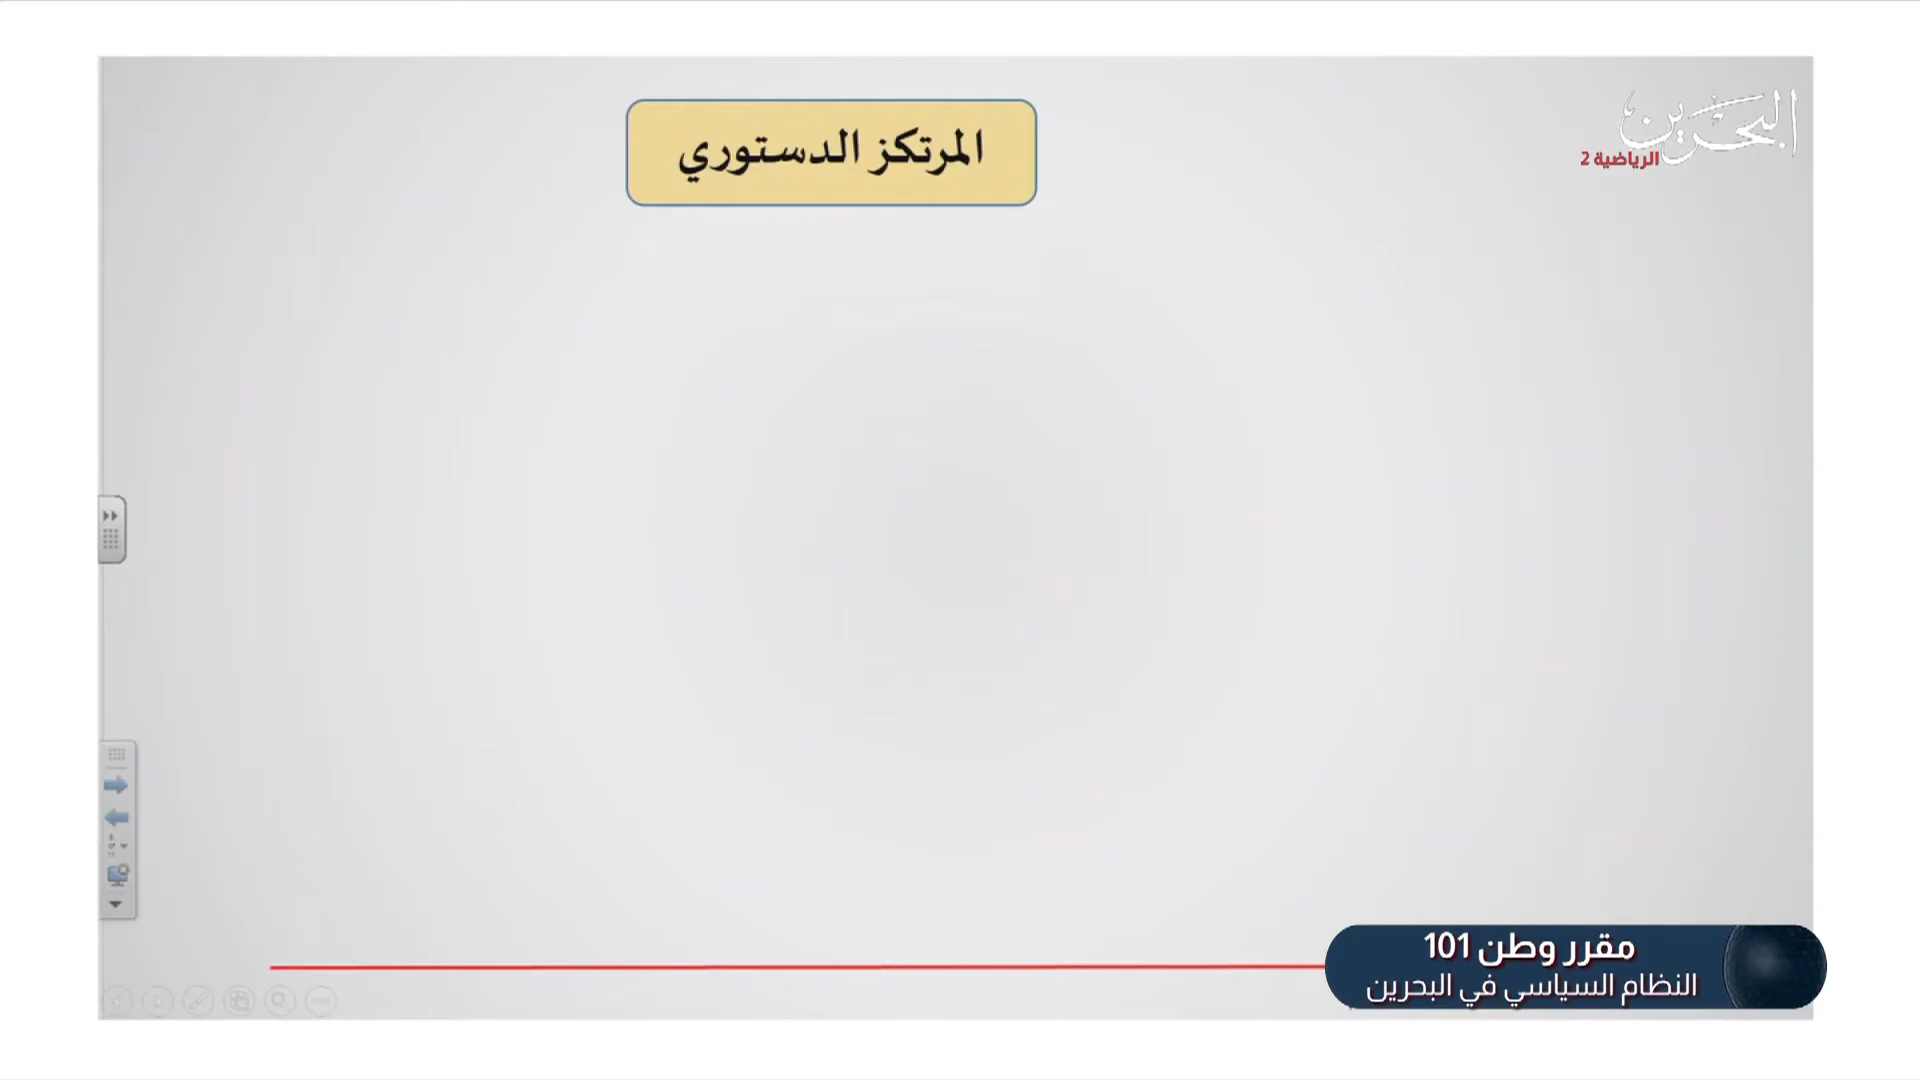 المرتكز الدستوري
البحرين
الرياضية 2
مقرر وطن 101
النظام السياسي في البحرين